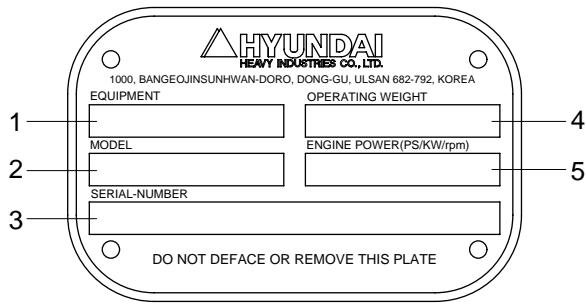 HYUNDAI
HEAVY INDUSTRIES CO., LTD.
1000, BANGEOJINSUNHWAN-DORO, DONG-GU, ULSAN 682-792, KOREA
EQUIPMENT OPERATING WEIGHT
1 4
MODEL ENGINE POWER(PS/KW/rpm)
2 5
SERIAL-NUMBER
3
DO NOT DEFACE OR REMOVE THIS PLATE